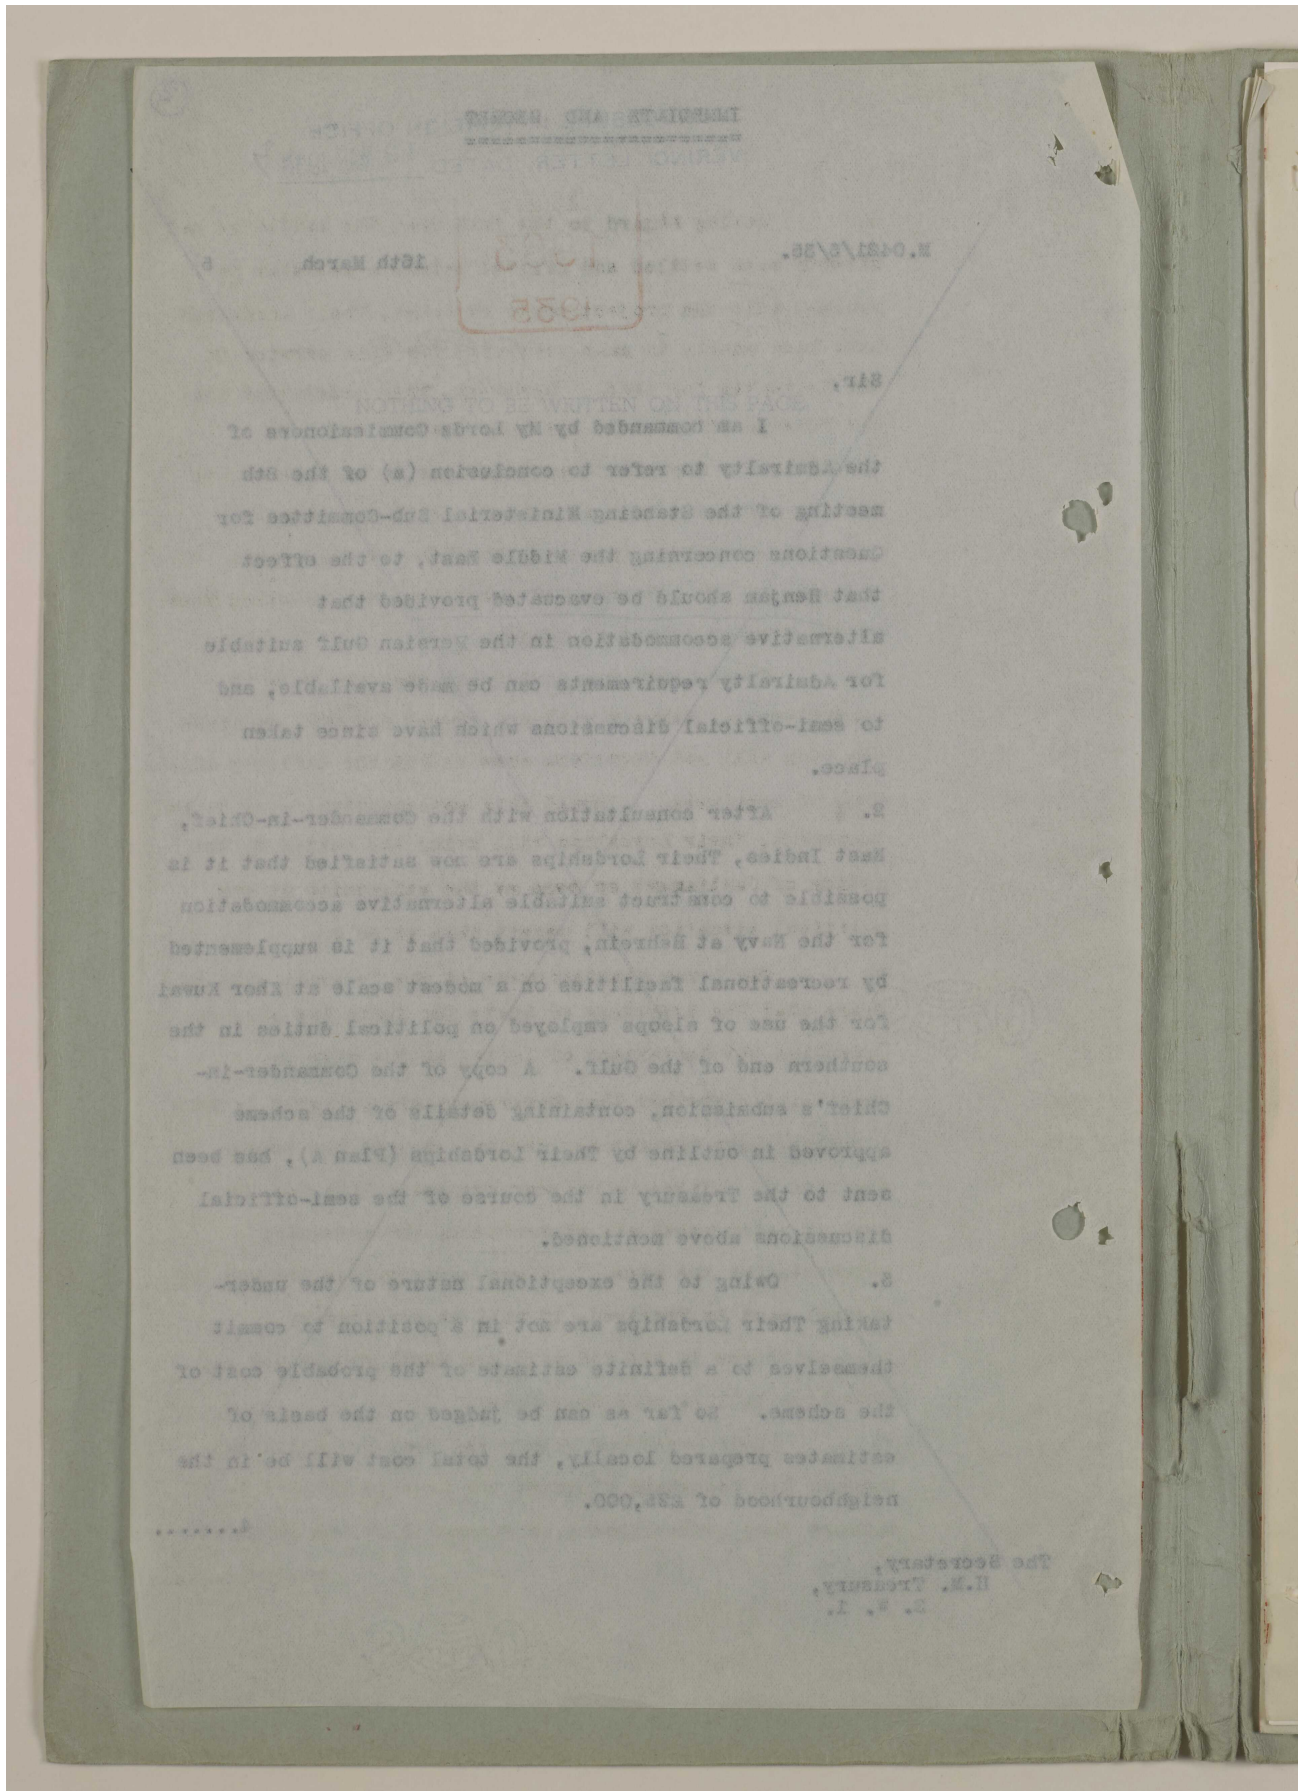 IMMEDIATE AND SECRET
M.0421/5/35.
16th March 5
1935
Sir,
NOTHING TO BE WRITTEN ON THIS PAGE
I am commanded by My Lords Commissioners of
the Admiralty to refer to conclusion (a) of the 8th
meeting of the Standing Ministerial Sub-Committee for
Questions concerning the Middle East, to the effect
that Henjam should be evacuated provided that
alternative accommodation in the Persian Gulf suitable
for Admiralty requirements can be made available, and
to semi-official discussions which have since taken
place.
2. After consultation with the Commander-in-Chief,
East Indies, Their Lordships are now satisfied that it is
possible to construct suitable alternative accommodation
for the Navy at Bahrein, provided that it is supplemented
by recreational facilities on a modest scale at Khor Kuwai
for the use of sloops employed on political duties in the
southern end of the Gulf. A copy of the Commander-in-
Chief's submission, containing details of the scheme
approved in outline by Their Lordships (Plan A), has been
sent to the Treasury in the course of the semi-official
discussions above mentioned.
3. Owing to the exceptional nature of the under-
taking Their Lordships are not in a position to commit
themselves to a definite estimate of the probable cost of
the scheme. So far as can be judged on the basis of
estimates prepared locally, the total cost will be in the
neighbourhood of
The Secretary,
H.M. Treasury,
S. W. 1.